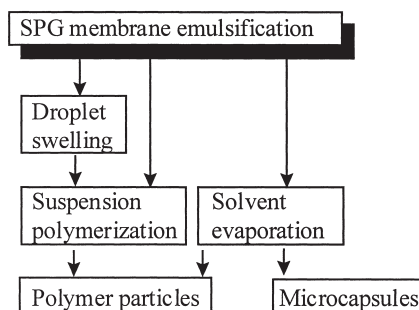 SPG membrane emulsification
Droplet
swelling
Suspension
polymerization
Solvent
evaporation
Polymer particles
Microcapsules